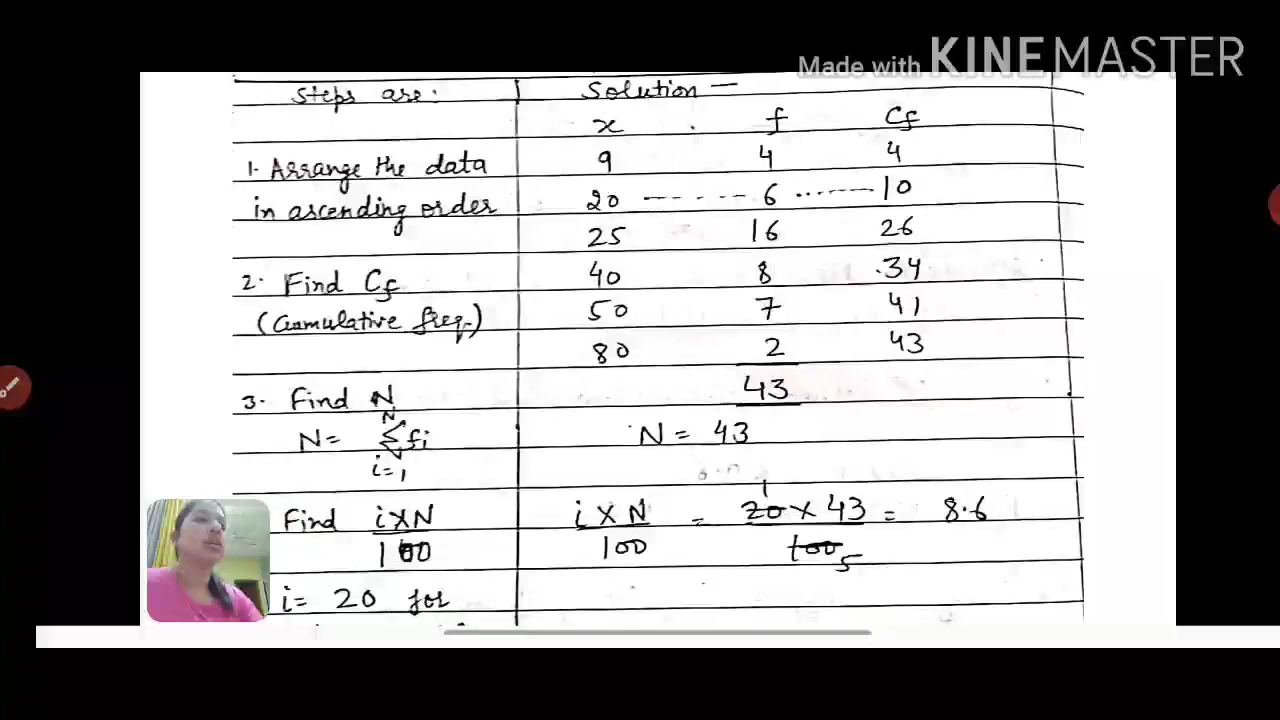 Made with KINEMASTER
Steps are: Solution —
x f Cf
1. Arrange the data 9 4 4
in ascending order 20 ------ 6 ------ 10
25 16 26
2. Find Cf 40 8 34
(Cumulative freq.) 50 7 41
80 2 43
3. Find N 43
N = N∑i=1 fi N = 43
Find i×N/100 i×N/100 = 20×43/100 = 8.6
1
5
i = 20 for